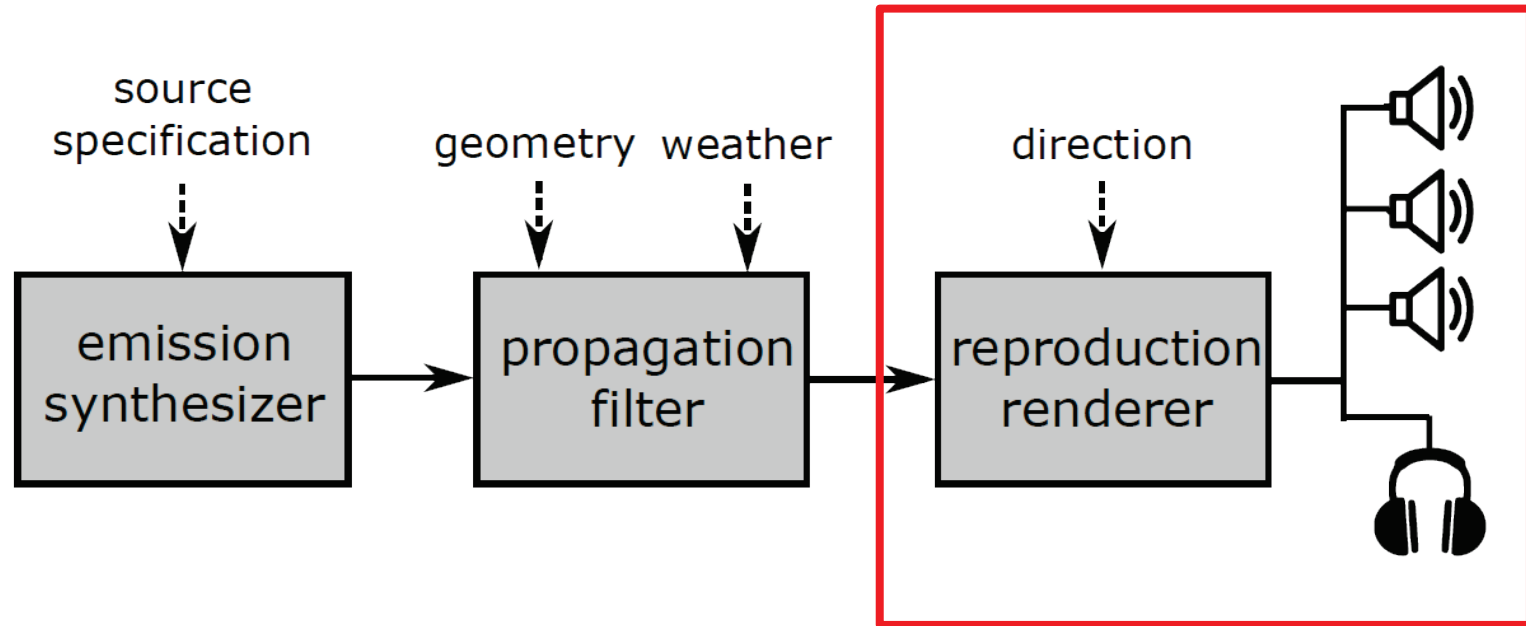 source
specification
geometry weather
direction
emission
synthesizer
propagation
filter
reproduction
renderer